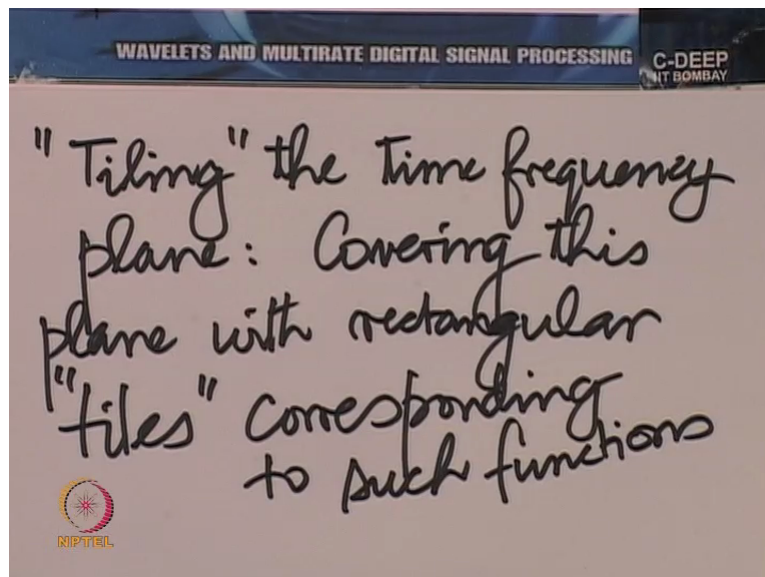 WAVELETS AND MULTIRATE DIGITAL SIGNAL PROCESSING
C-DEEP
IIT BOMBAY
"Tiling" the Time frequency
plane: Covering this
plane with rectangular
"tiles" corresponding
to such functions
NPTEL